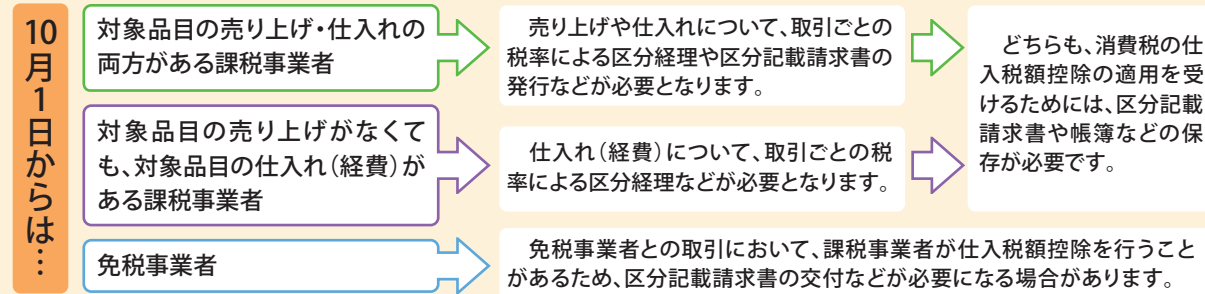 10月1日からは…
対象品目の売り上げ・仕入れの
両方がある課税事業者
売り上げや仕入れについて、取引ごとの
税率による区分経理や区分記載請求書の
発行などが必要となります。
対象品目の売り上げがなくて
も、対象品目の仕入れ（経費）が
ある課税事業者
仕入れ（経費）について、取引ごとの税
率による区分経理などが必要となります。
どちらも、消費税の仕
入税額控除の適用を受
けるためには、区分記載
請求書や帳簿などの保
存が必要です。
免税事業者
免税事業者との取引において、課税事業者が仕入税額控除を行うこと
があるため、区分記載請求書の交付などが必要になる場合があります。